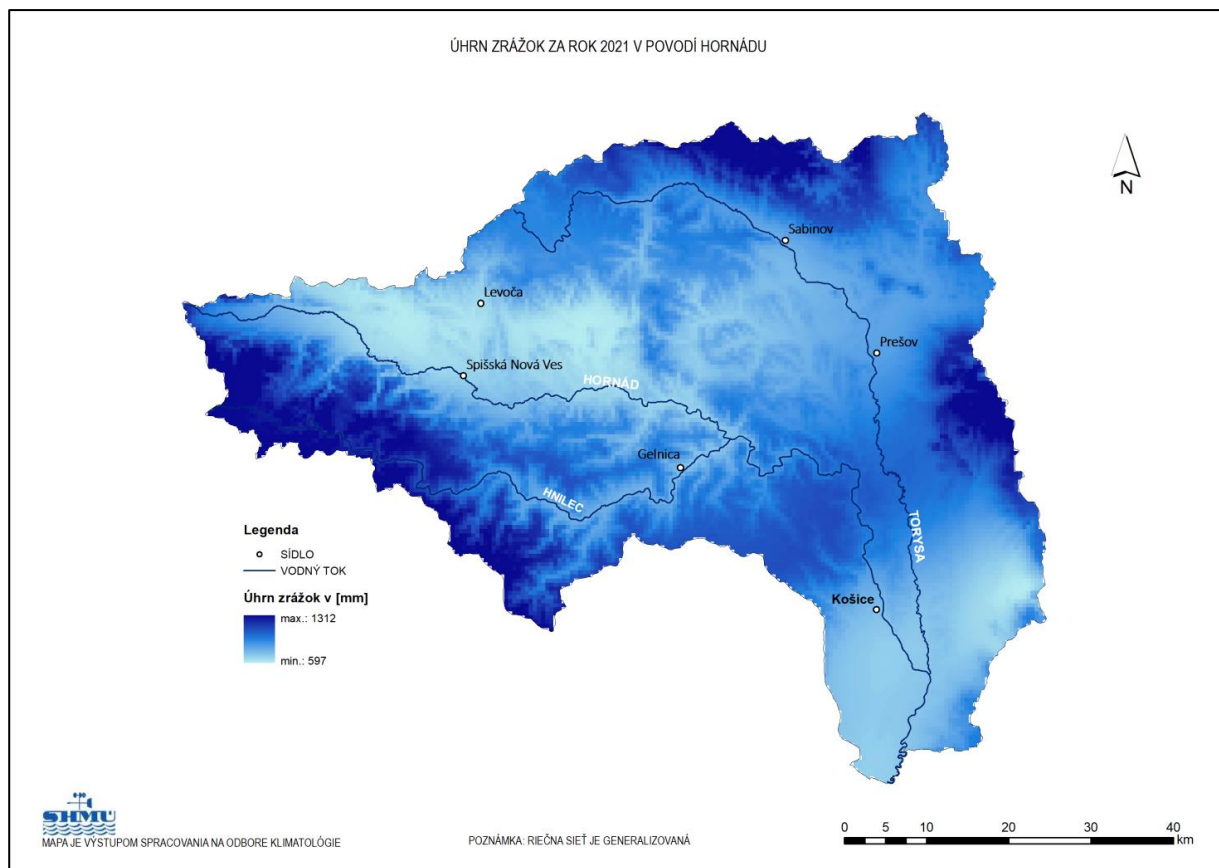 ÚHRN ZRÁŽOK ZA ROK 2021 V POVODÍ HORNÁDU
N
Sabinov
Levoča
Prešov
Spišská Nová Ves
HORNÁD
Gelnica
HNILEC
TORYSA
Legenda
SÍDLO
VODNÝ TOK
Košice
Úhrn zrážok v [mm]
max.: 1312
min.: 597
SHMÚ
MAPA JE VÝSTUPOM SPRACOVANIA NA ODBORE KLIMATOLÓGIE
POZNÁMKA: RIEČNA SIEŤ JE GENERALIZOVANÁ
0 5 10 20 30 40
km